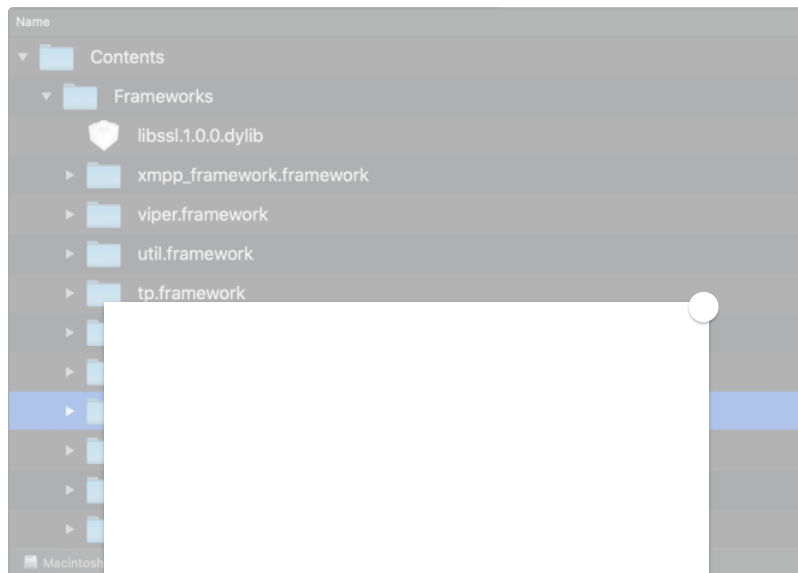 Name
Contents
Frameworks
libssl.1.0.0.dylib
xmpp_framework.framework
viper.framework
util.framework
tp.framework
Macintosh